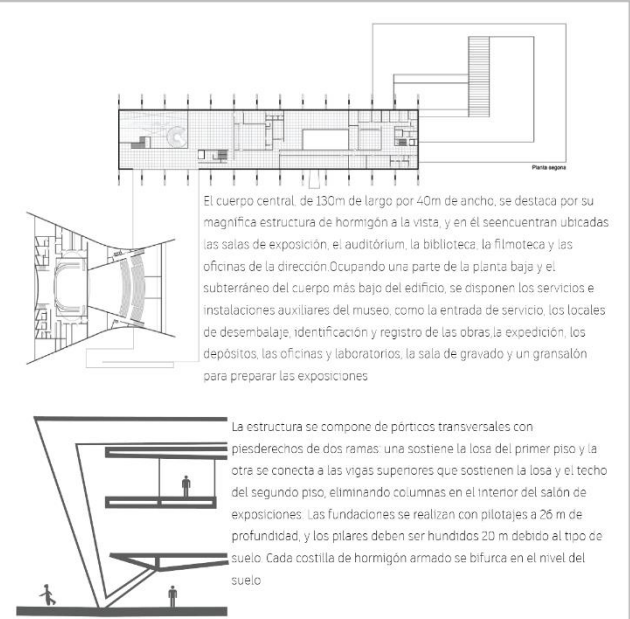 Planta segona
El cuerpo central, de 130m de largo por 40m de ancho, se destaca por su
magnífica estructura de hormigón a la vista, y en él seencuentran ubicadas
las salas de exposición, el auditórium, la biblioteca, la filmoteca y las
oficinas de la dirección.Ocupando una parte de la planta baja y el
subterráneo del cuerpo más bajo del edificio, se disponen los servicios e
instalaciones auxiliares del museo, como la entrada de servicio, los locales
de desembalaje, identificación y registro de las obras,la expedición, los
depósitos, las oficinas y laboratorios, la sala de gravado y un gransalón
para preparar las exposiciones
La estructura se compone de pórticos transversales con
piesderechos de dos ramas: una sostiene la losa del primer piso y la
otra se conecta a las vigas superiores que sostienen la losa y el techo
del segundo piso, eliminando columnas en el interior del salón de
exposiciones. Las fundaciones se realizan con pilotajes a 26 m de
profundidad, y los pilares deben ser hundidos 20 m debido al tipo de
suelo. Cada costilla de hormigón armado se bifurca en el nivel del
suelo